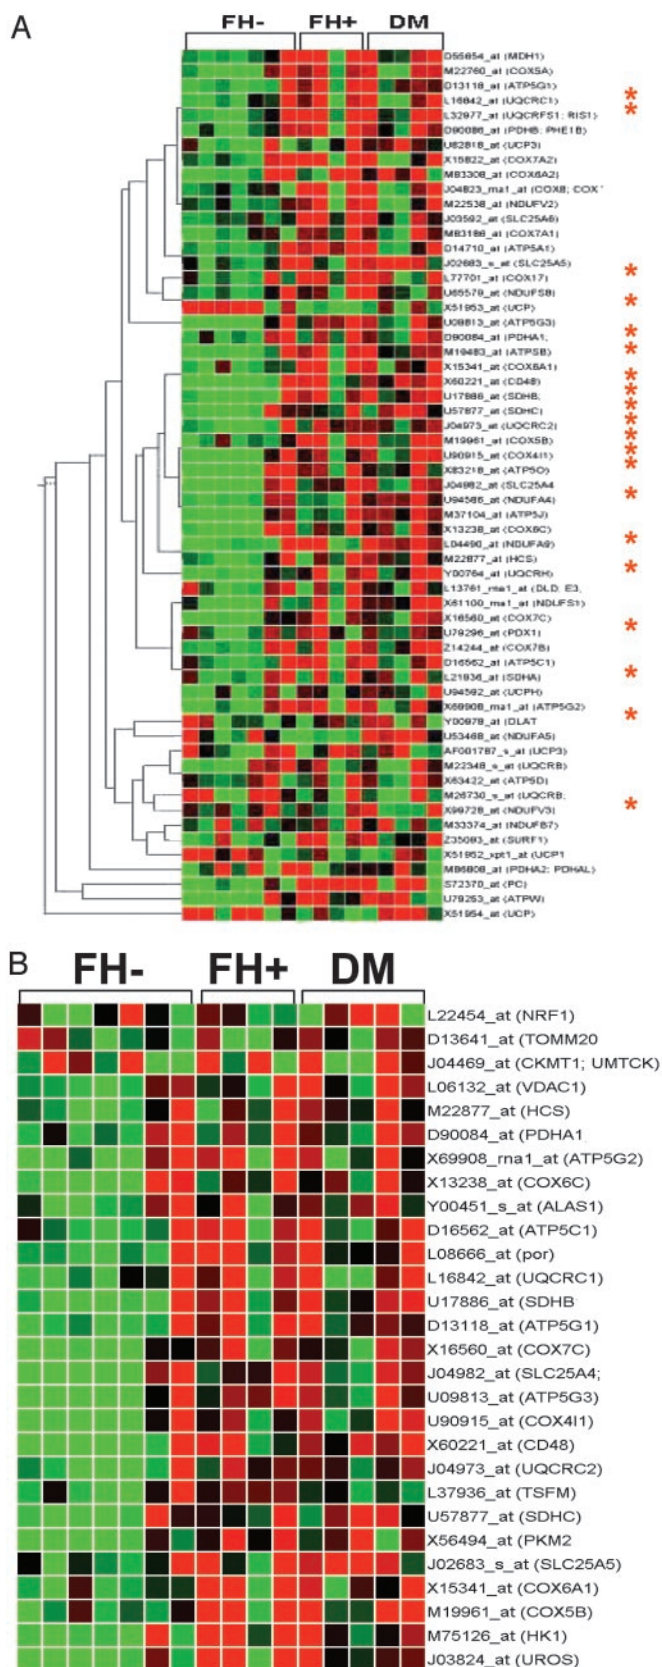 A
FH- FH+ DM
D55654_at (MDH1)
M22760_at (COX5A)
D13118_at (ATP5G1)
L16842_at (UQCRC1)
L32977_at (UQCRFS1; RIS1)
D90086_at (PDHB; PHE1B)
U82818_at (UCP3)
X15822_at (COX7A2)
M83308_at (COX6A2)
J04823_rna1_at (COX8; COX
M22538_at (NDUFV2)
J03592_at (SLC25A6)
M83186_at (COX7A1)
D14710_at (ATP5A1)
J02683_s_at (SLC25A5)
L77701_at (COX17)
U65579_at (NDUFS8)
X51953_at (UCP)
U09813_at (ATP5G3)
D90084_at (PDHA1;
M19483_at (ATP5B)
X15341_at (COX6A1)
X60221_at (CD48)
U17886_at (SDHB;
U57877_at (SDHC)
J04973_at (UQCRC2)
M19961_at (COX5B)
U90915_at (COX4I1)
X83218_at (ATP5O)
J04982_at (SLC25A4
U94586_at (NDUFA4)
M37104_at (ATP5J)
X13238_at (COX6C)
L04490_at (NDUFA9)
M22877_at (HCS)
Y00764_at (UQCRH)
L13761_rna1_at (DLD; E3,
X61100_rna1_at (NDUFS1)
X16560_at (COX7C)
U79296_at (PDX1)
Z14244_at (COX7B)
D16562_at (ATP5C1)
L21936_at (SDHA)
U94592_at (UCPH)
X69908_rna1_at (ATP5G2)
Y00978_at (DLAT
U53468_at (NDUFA5)
AF001787_s_at (UCP3)
M22348_s_at (UQCRB)
X63422_at (ATP5D)
M26730_s_at (UQCRB;
X99728_at (NDUFV3)
M33374_at (NDUFB7)
Z35093_at (SURF1)
X51952_xpt1_at (UCP1
M86808_at (PDHA2; PDHAL)
S72370_at (PC)
U79253_at (ATPW)
X51954_at (UCP)
B
FH- FH+ DM
L22454_at (NRF1)
D13641_at (TOMM20
J04469_at (CKMT1; UMTCK)
L06132_at (VDAC1)
M22877_at (HCS)
D90084_at (PDHA1
X69908_rna1_at (ATP5G2)
X13238_at (COX6C)
Y00451_s_at (ALAS1)
D16562_at (ATP5C1)
L08666_at (por)
L16842_at (UQCRC1)
U17886_at (SDHB
D13118_at (ATP5G1)
X16560_at (COX7C)
J04982_at (SLC25A4;
U09813_at (ATP5G3)
U90915_at (COX4I1)
X60221_at (CD48)
J04973_at (UQCRC2)
L37936_at (TSFM)
U57877_at (SDHC)
X56494_at (PKM2
J02683_s_at (SLC25A5)
X15341_at (COX6A1)
M19961_at (COX5B)
M75126_at (HK1)
J03824_at (UROS)